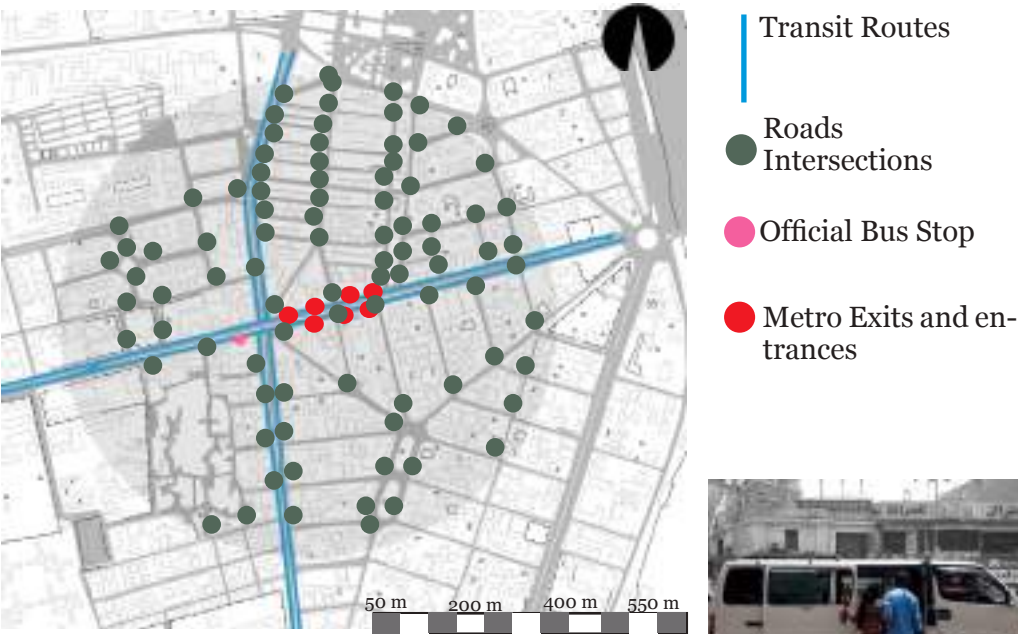 Transit Routes
Roads
Intersections
Official Bus Stop
Metro Exits and en-
trances
50 m 200 m 400 m 550 m